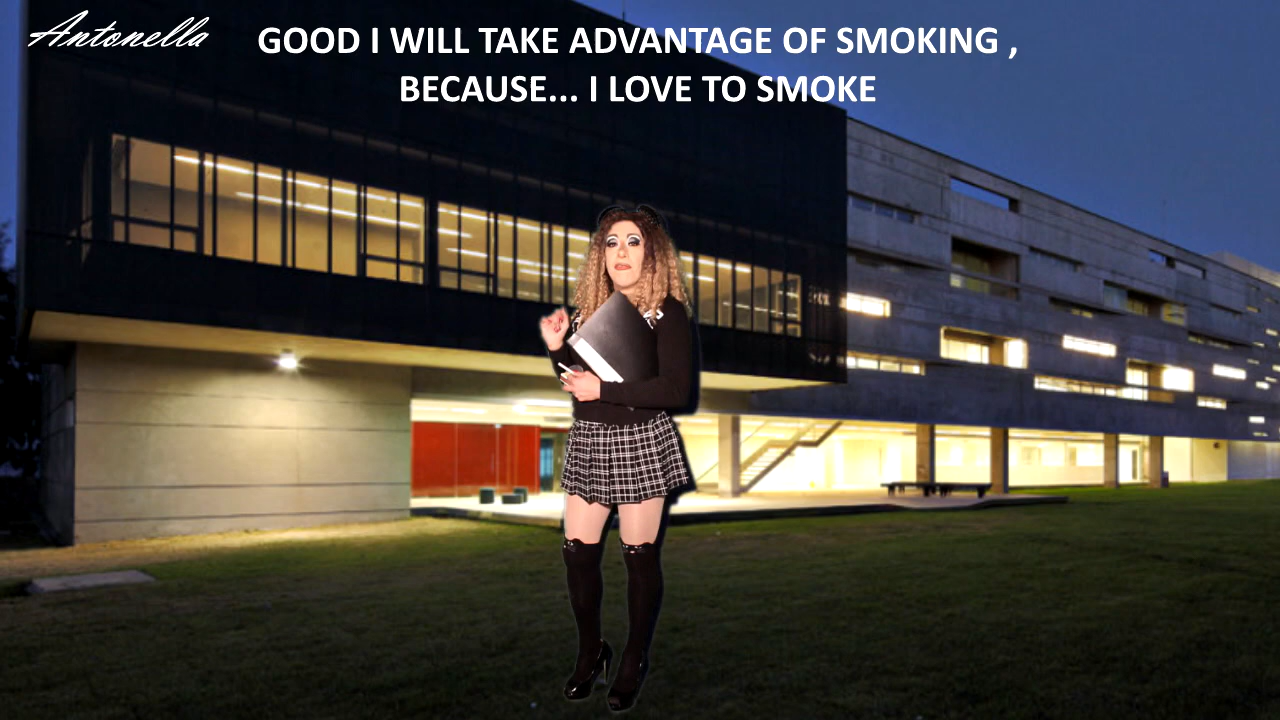 Antonella
GOOD I WILL TAKE ADVANTAGE OF SMOKING ,
BECAUSE... I LOVE TO SMOKE